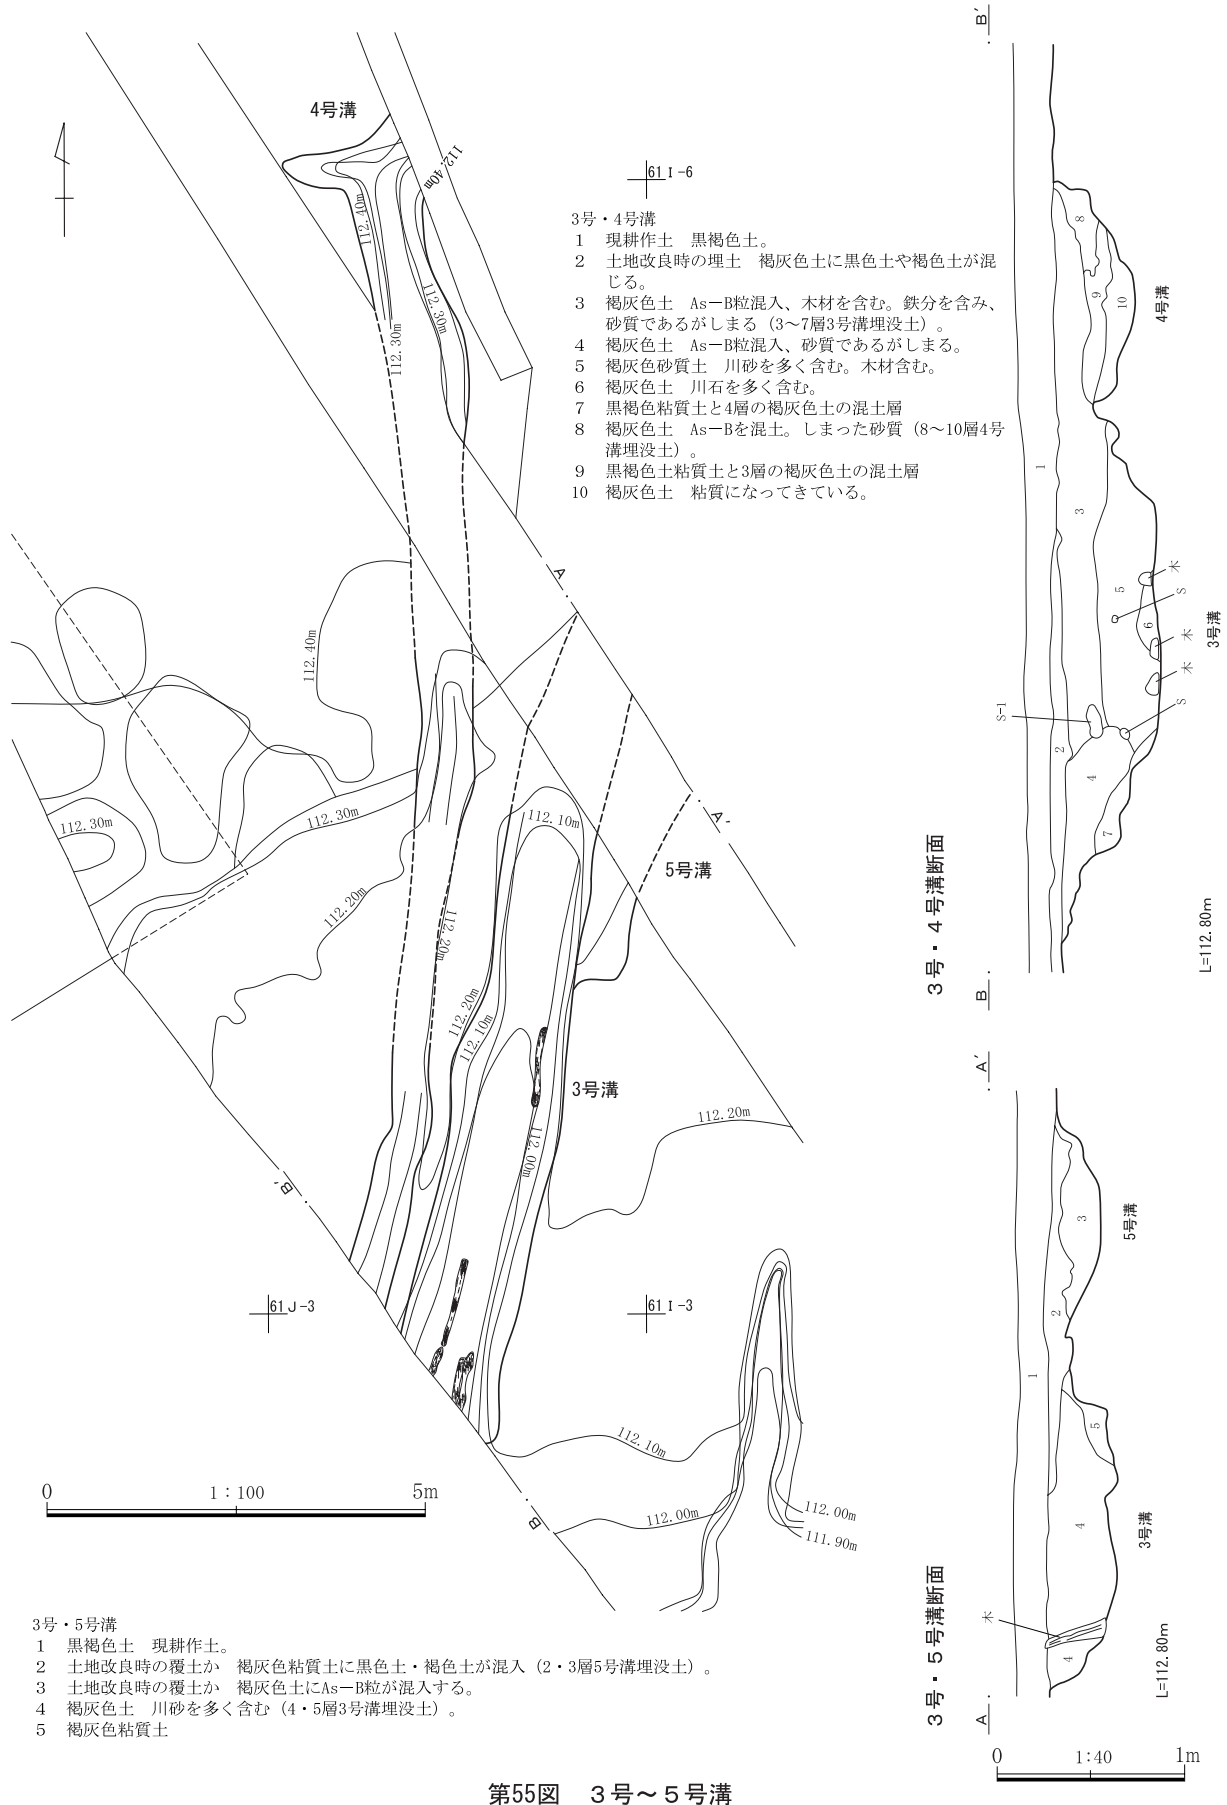 4号溝
112.40m
112.40m
112.30m
112.30m
61 I-6
3号・4号溝
1 現耕作土 黒褐色土。
2 土地改良時の埋土 褐灰色土に黒色土や褐色土が混
じる。
3 褐灰色土 As－B粒混入、木材を含む。鉄分を含み、
砂質であるがしまる（3～7層3号溝埋没土）。
4 褐灰色土 As－B粒混入、砂質であるがしまる。
5 褐灰色砂質土 川砂を多く含む。木材含む。
6 褐灰色土 川石を多く含む。
7 黒褐色粘質土と4層の褐灰色土の混土層
8 褐灰色土 As－Bを混土。しまった砂質（8～10層4号
溝埋没土）。
9 黒褐色土粘質土と3層の褐灰色土の混土層
10 褐灰色土 粘質になってきている。
A
112.40m
112.30m
112.30m
112.20m
112.20m
112.10m
A′
5号溝
112.20m
112.10m
3号溝
112.00m
112.20m
B′
61 J-3
61 I-3
112.10m
112.00m
112.00m
111.90m
B
0
1：100
5m
3号・5号溝
1 黒褐色土 現耕作土。
2 土地改良時の覆土か 褐灰色粘質土に黒色土・褐色土が混入（2・3層5号溝埋没土）。
3 土地改良時の覆土か 褐灰色土にAs－B粒が混入する。
4 褐灰色土 川砂を多く含む（4・5層3号溝埋没土）。
5 褐灰色粘質土
B′
8
9
10
4号溝
1
3
5
木
S
6
木
木
3号溝
S
S-1
2
4
7
3号・4号溝断面
B
L=112.80m
A′
3
5号溝
2
1
5
4
3号溝
木
4
3号・5号溝断面
A
L=112.80m
0
1:40
1m
第55図 3号～5号溝